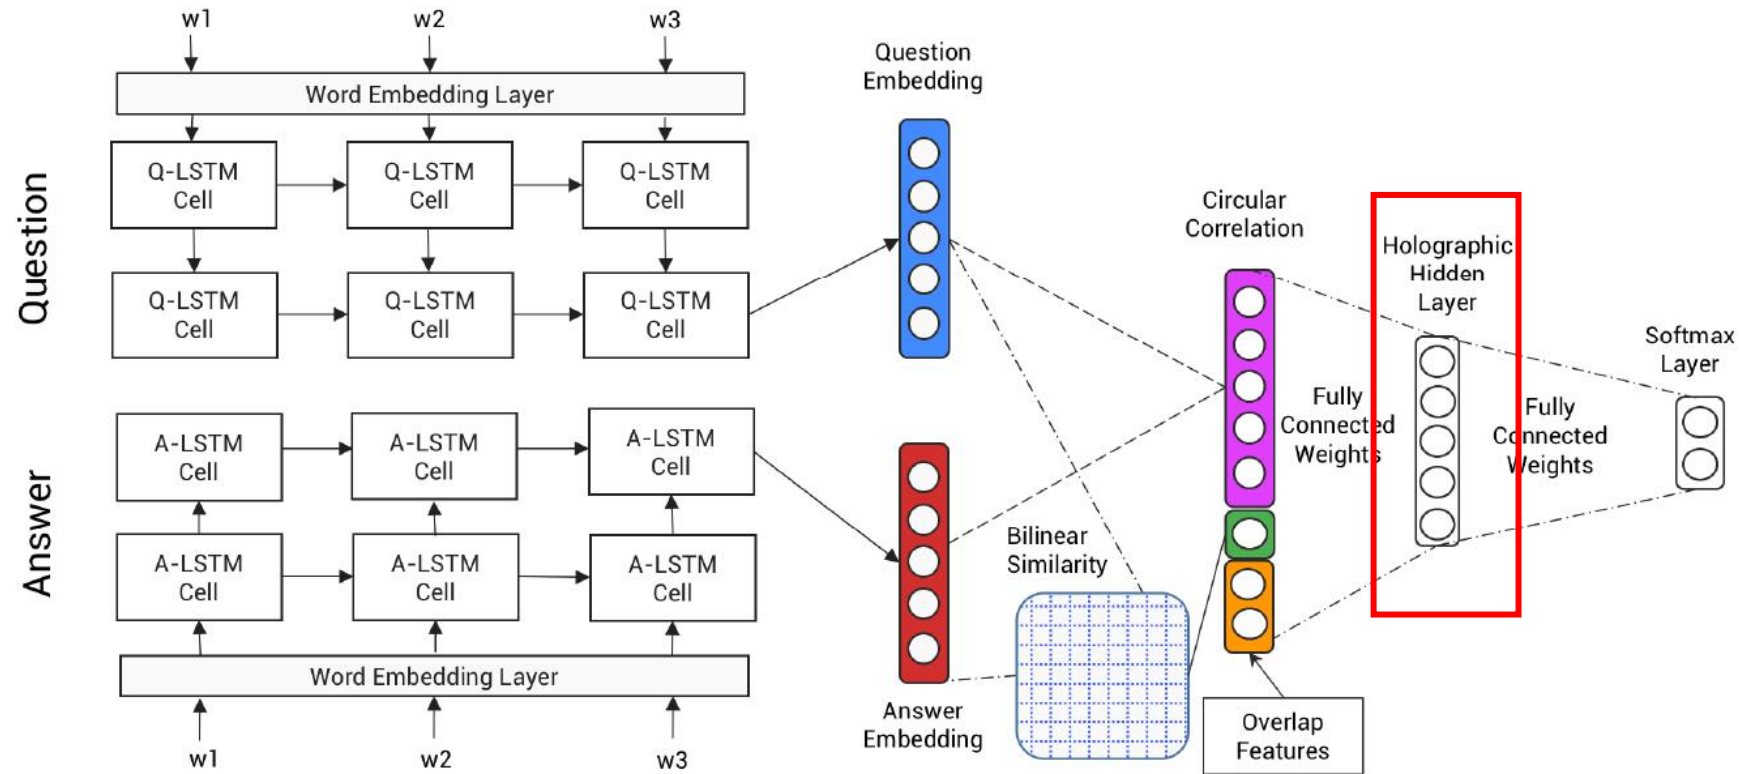 w1
w2
w3
Word Embedding Layer
Question
Q-LSTM
Cell
Q-LSTM
Cell
Q-LSTM
Cell
Q-LSTM
Cell
Q-LSTM
Cell
Q-LSTM
Cell
Answer
A-LSTM
Cell
A-LSTM
Cell
A-LSTM
Cell
A-LSTM
Cell
A-LSTM
Cell
A-LSTM
Cell
Word Embedding Layer
w1
w2
w3
Question
Embedding
Answer
Embedding
Bilinear
Similarity
Circular
Correlation
Overlap
Features
Fully
Connected
Weights
Holographic
Hidden
Layer
Fully
Connected
Weights
Softmax
Layer